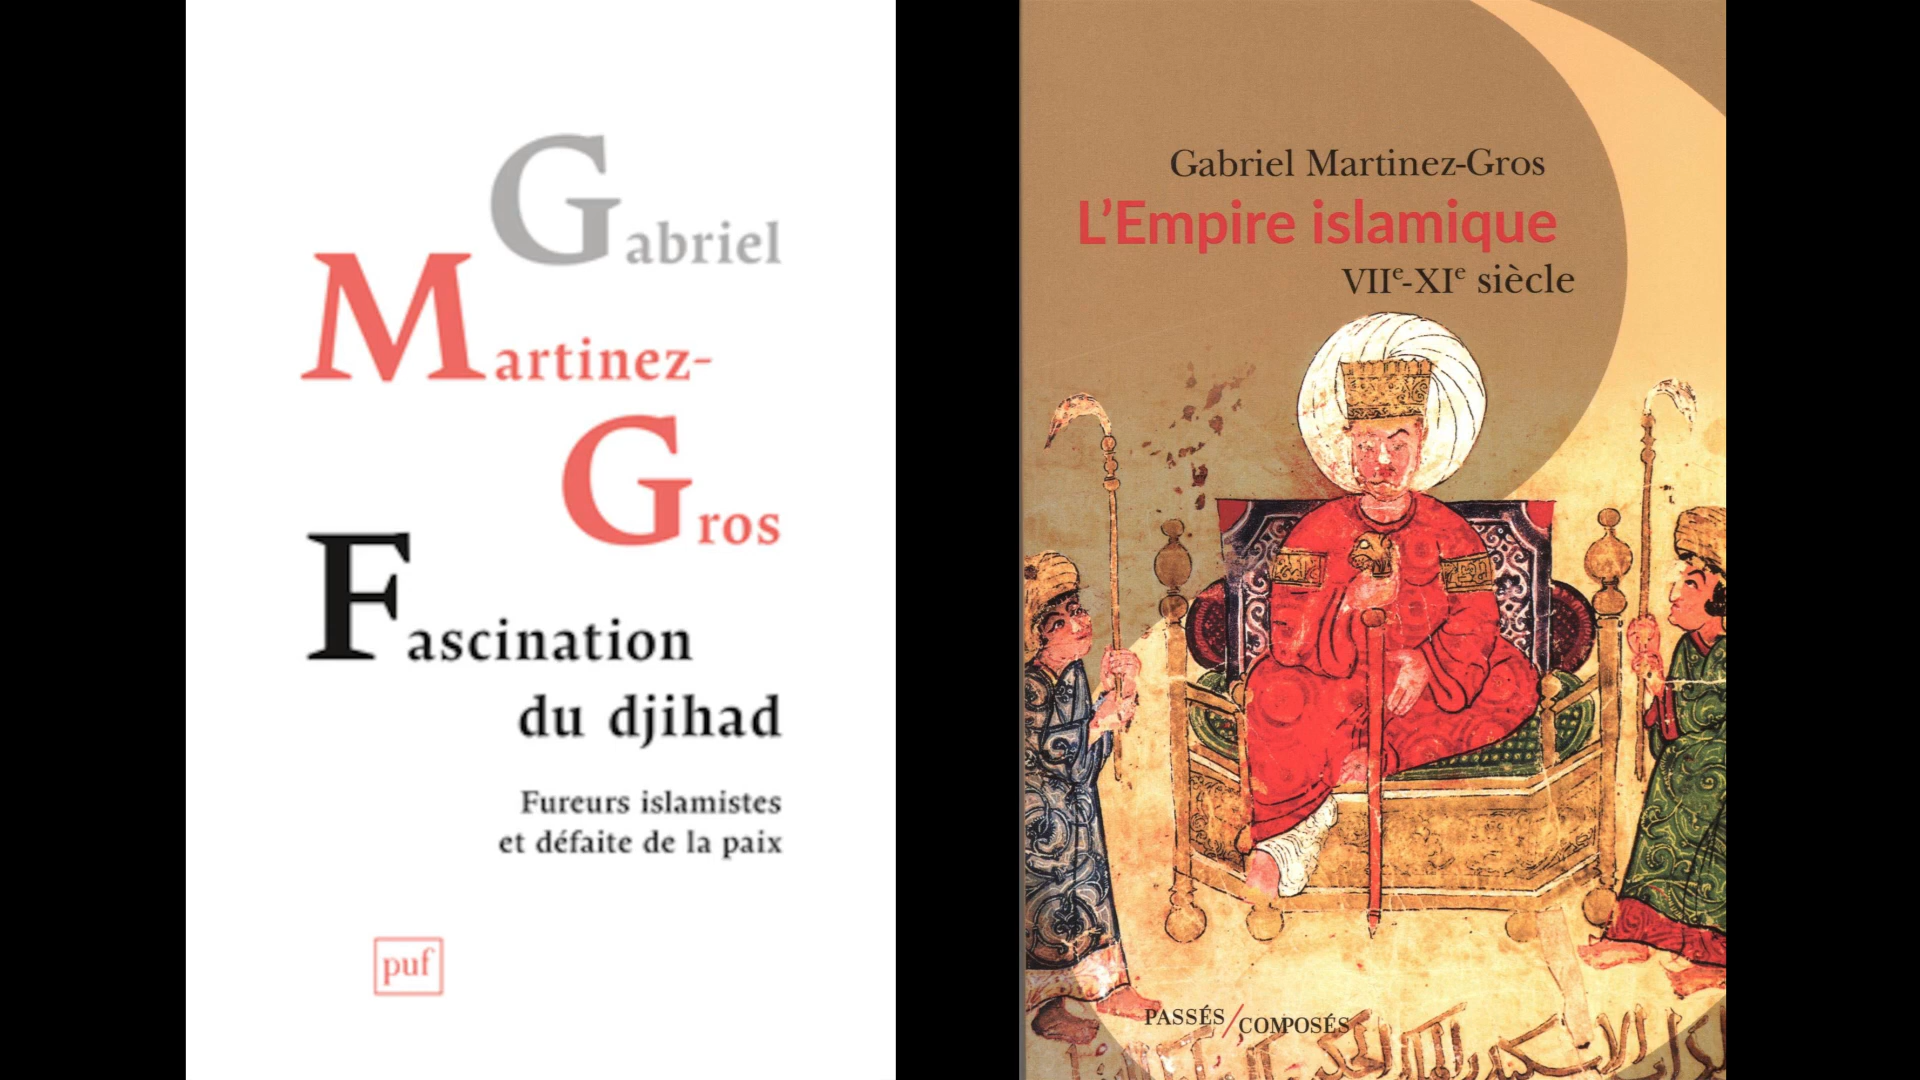 Gabriel
Martinez-
Gros
Fascination
du djihad
Fureurs islamistes
et défaite de la paix
puf
Gabriel Martinez-Gros
L'Empire islamique
VIIe-XIe siècle
PASSÉS/COMPOSÉS